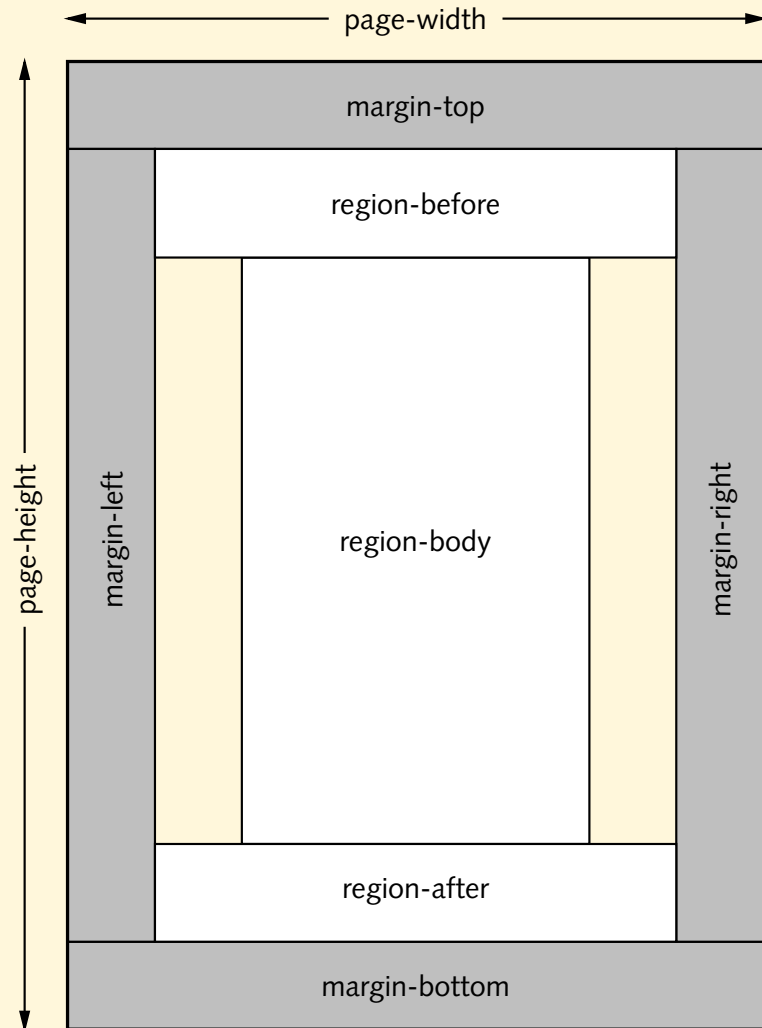 page-width
margin-top
region-before
page-height
margin-left
region-body
margin-right
region-after
margin-bottom